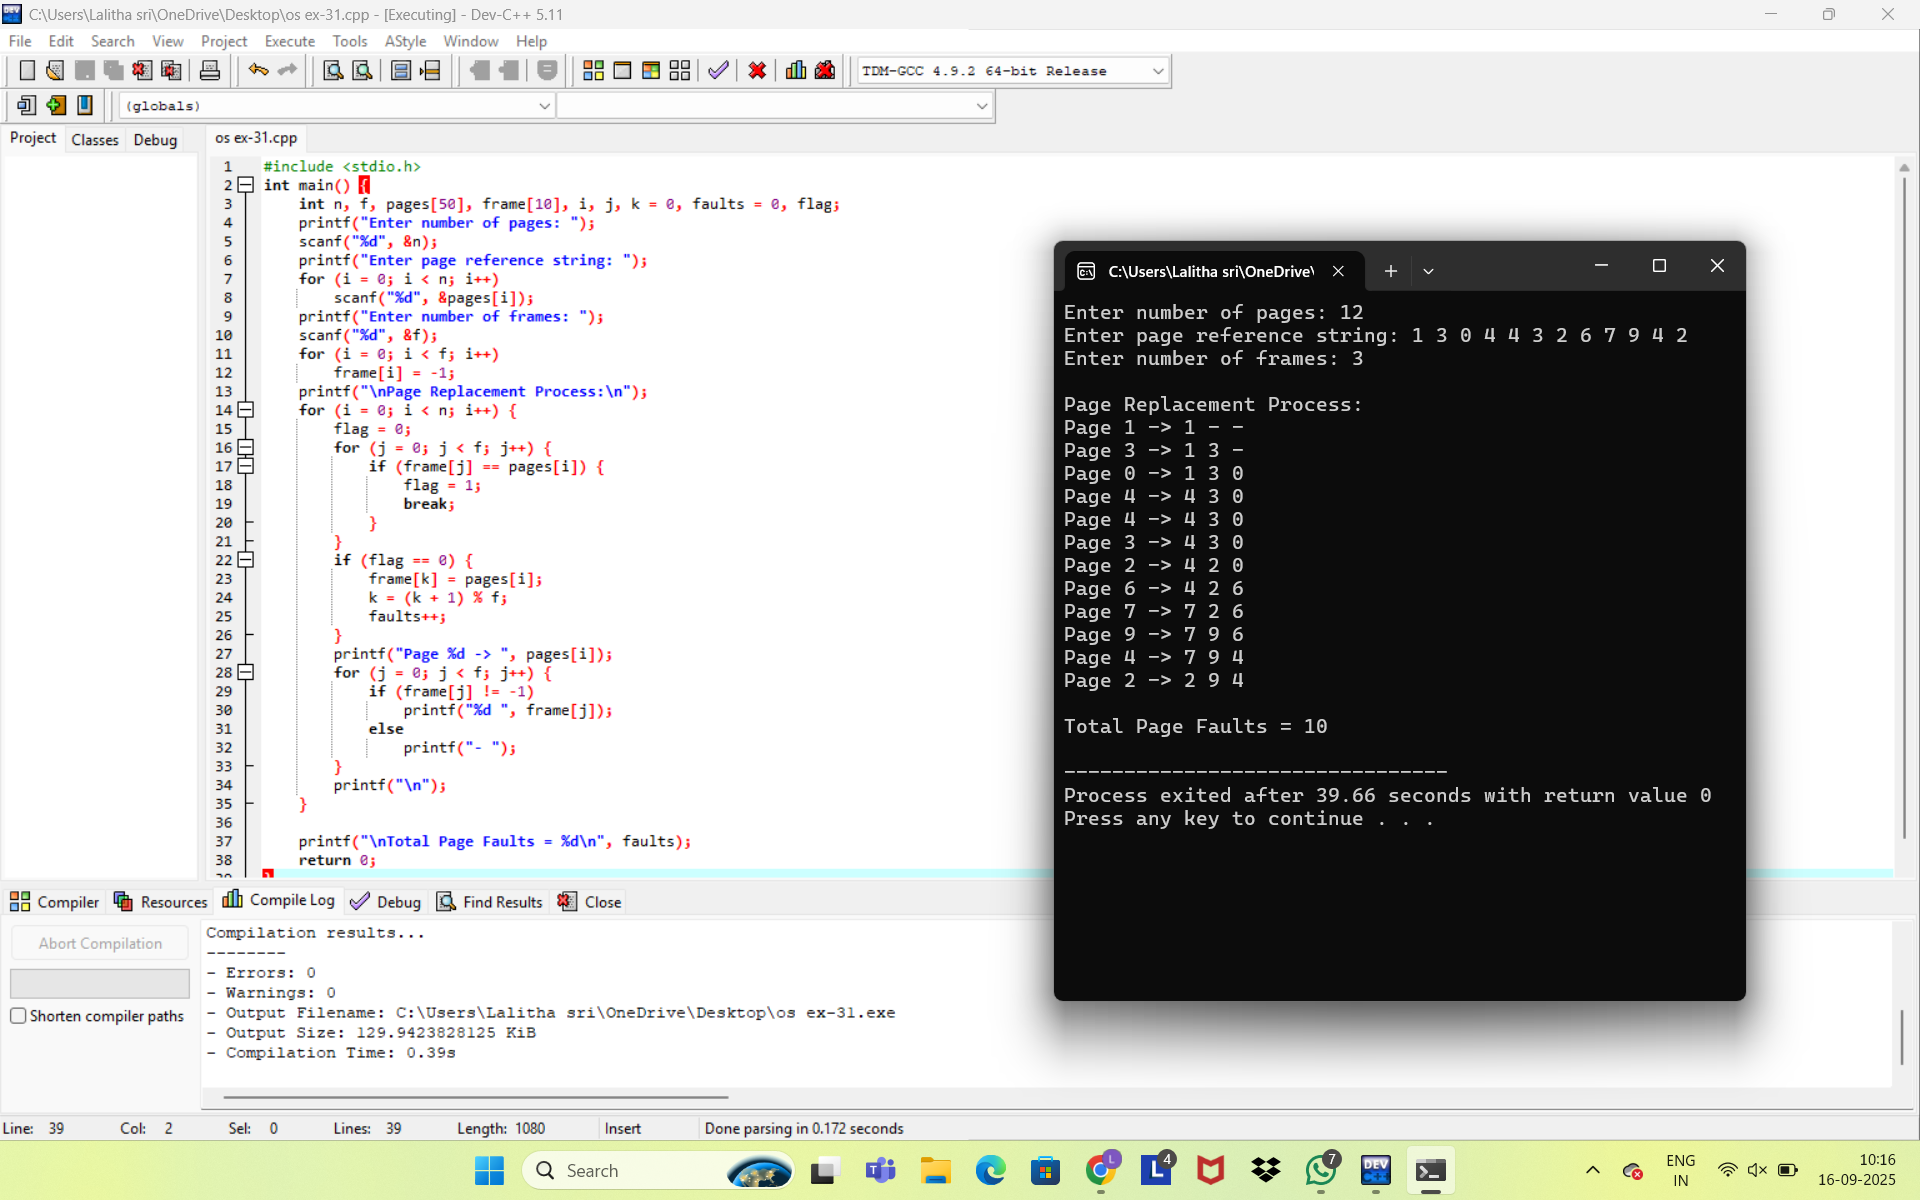 C:\Users\Lalitha sri\OneDrive\Desktop\os ex-31.cpp - [Executing] - Dev-C++ 5.11
File Edit Search View Project Execute Tools AStyle Window Help
TDM-GCC 4.9.2 64-bit Release
(globals)
Project Classes Debug
os ex-31.cpp
1 #include <stdio.h>
2 int main() {
3 int n, f, pages[50], frame[10], i, j, k = 0, faults = 0, flag;
4 printf("Enter number of pages: ");
5 scanf("%d", &n);
6 printf("Enter page reference string: ");
7 for (i = 0; i < n; i++)
8 scanf("%d", &pages[i]);
9 printf("Enter number of frames: ");
10 scanf("%d", &f);
11 for (i = 0; i < f; i++)
12 frame[i] = -1;
13 printf("\nPage Replacement Process:\n");
14 for (i = 0; i < n; i++) {
15 flag = 0;
16 for (j = 0; j < f; j++) {
17 if (frame[j] == pages[i]) {
18 flag = 1;
19 break;
20 }
21 }
22 if (flag == 0) {
23 frame[k] = pages[i];
24 k = (k + 1) % f;
25 faults++;
26 }
27 printf("Page %d -> ", pages[i]);
28 for (j = 0; j < f; j++) {
29 if (frame[j] != -1)
30 printf("%d ", frame[j]);
31 else
32 printf("- ");
33 }
34 printf("\n");
35 }
36
37 printf("\nTotal Page Faults = %d\n", faults);
38 return 0;
39 }
C:\Users\Lalitha sri\OneDrive\
Enter number of pages: 12
Enter page reference string: 1 3 0 4 4 3 2 6 7 9 4 2
Enter number of frames: 3
Page Replacement Process:
Page 1 -> 1 - -
Page 3 -> 1 3 -
Page 0 -> 1 3 0
Page 4 -> 4 3 0
Page 4 -> 4 3 0
Page 3 -> 4 3 0
Page 2 -> 4 2 0
Page 6 -> 4 2 6
Page 7 -> 7 2 6
Page 9 -> 7 9 6
Page 4 -> 7 9 4
Page 2 -> 2 9 4
Total Page Faults = 10
--------------------------------
Process exited after 39.66 seconds with return value 0
Press any key to continue . . .
Compiler Resources Compile Log Debug Find Results Close
Abort Compilation
Shorten compiler paths
Compilation results...
--------
- Errors: 0
- Warnings: 0
- Output Filename: C:\Users\Lalitha sri\OneDrive\Desktop\os ex-31.exe
- Output Size: 129.9423828125 KiB
- Compilation Time: 0.39s
Line: 39 Col: 2 Sel: 0 Lines: 39 Length: 1080 Insert Done parsing in 0.172 seconds
Search
L
4
7
DEV
ENG
IN
10:16
16-09-2025